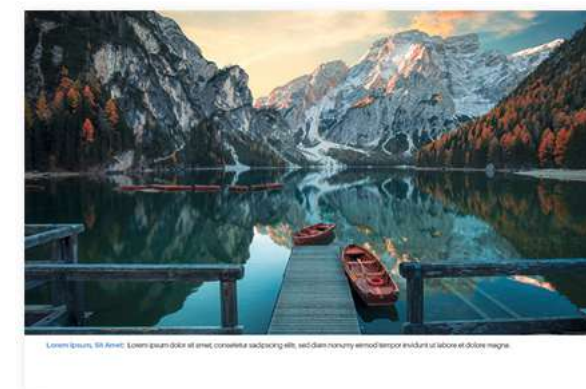 Lorem Ipsum, Sit Amet: Lorem ipsum dolor sit amet, consetetur sadipscing elitr, sed diam nonumy eirmod tempor invidunt ut labore et dolore magna.